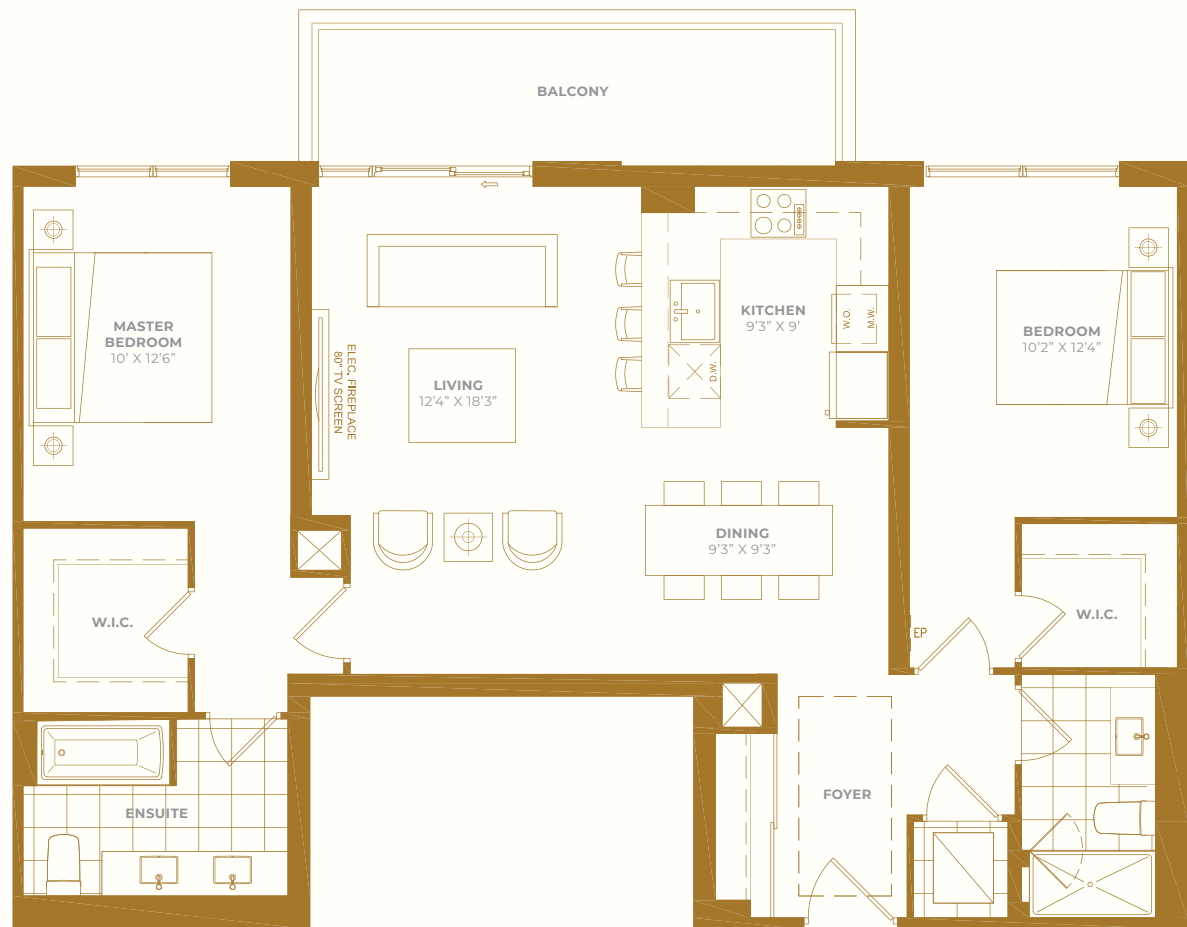 BALCONY
MASTER
BEDROOM
10’ X 12’6”
ELEC. FIREPLACE
80" TV SCREEN
LIVING
12’4” X 18’3”
KITCHEN
9’3” X 9’
W.O.
M.W.
D.W.
BEDROOM
10’2” X 12’4”
DINING
9’3” X 9’3”
W.I.C.
W.I.C.
EP
ENSUITE
FOYER